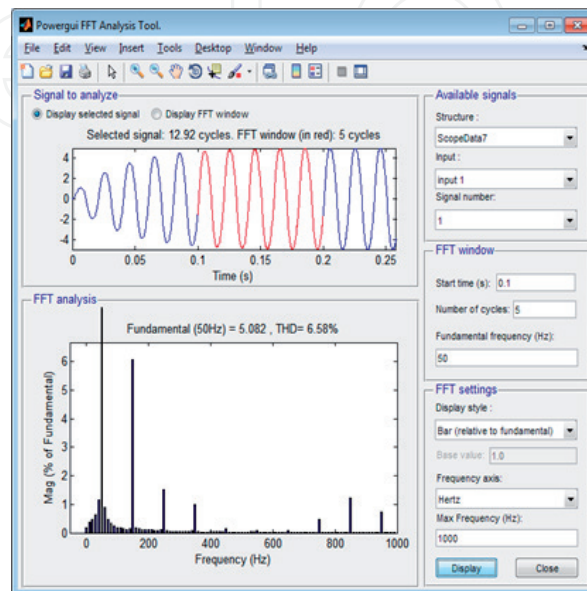 Powergui FFT Analysis Tool.
File Edit View Insert Tools Desktop Window Help
Signal to analyze
Display selected signal Display FFT window
Selected signal: 12.92 cycles. FFT window (in red): 5 cycles
4
2
0
-2
-4
0 0.05 0.1 0.15 0.2 0.25
Time (s)
FFT analysis
Fundamental (50Hz) = 5.082 , THD= 6.58%
Mag (% of Fundamental)
6
5
4
3
2
1
0
0 200 400 600 800 1000
Frequency (Hz)
Available signals
Structure :
ScopeData7
Input :
input 1
Signal number:
1
FFT window
Start time (s): 0.1
Number of cycles: 5
Fundamental frequency (Hz):
50
FFT settings
Display style :
Bar (relative to fundamental)
Base value: 1.0
Frequency axis:
Hertz
Max Frequency (Hz):
1000
Display Close